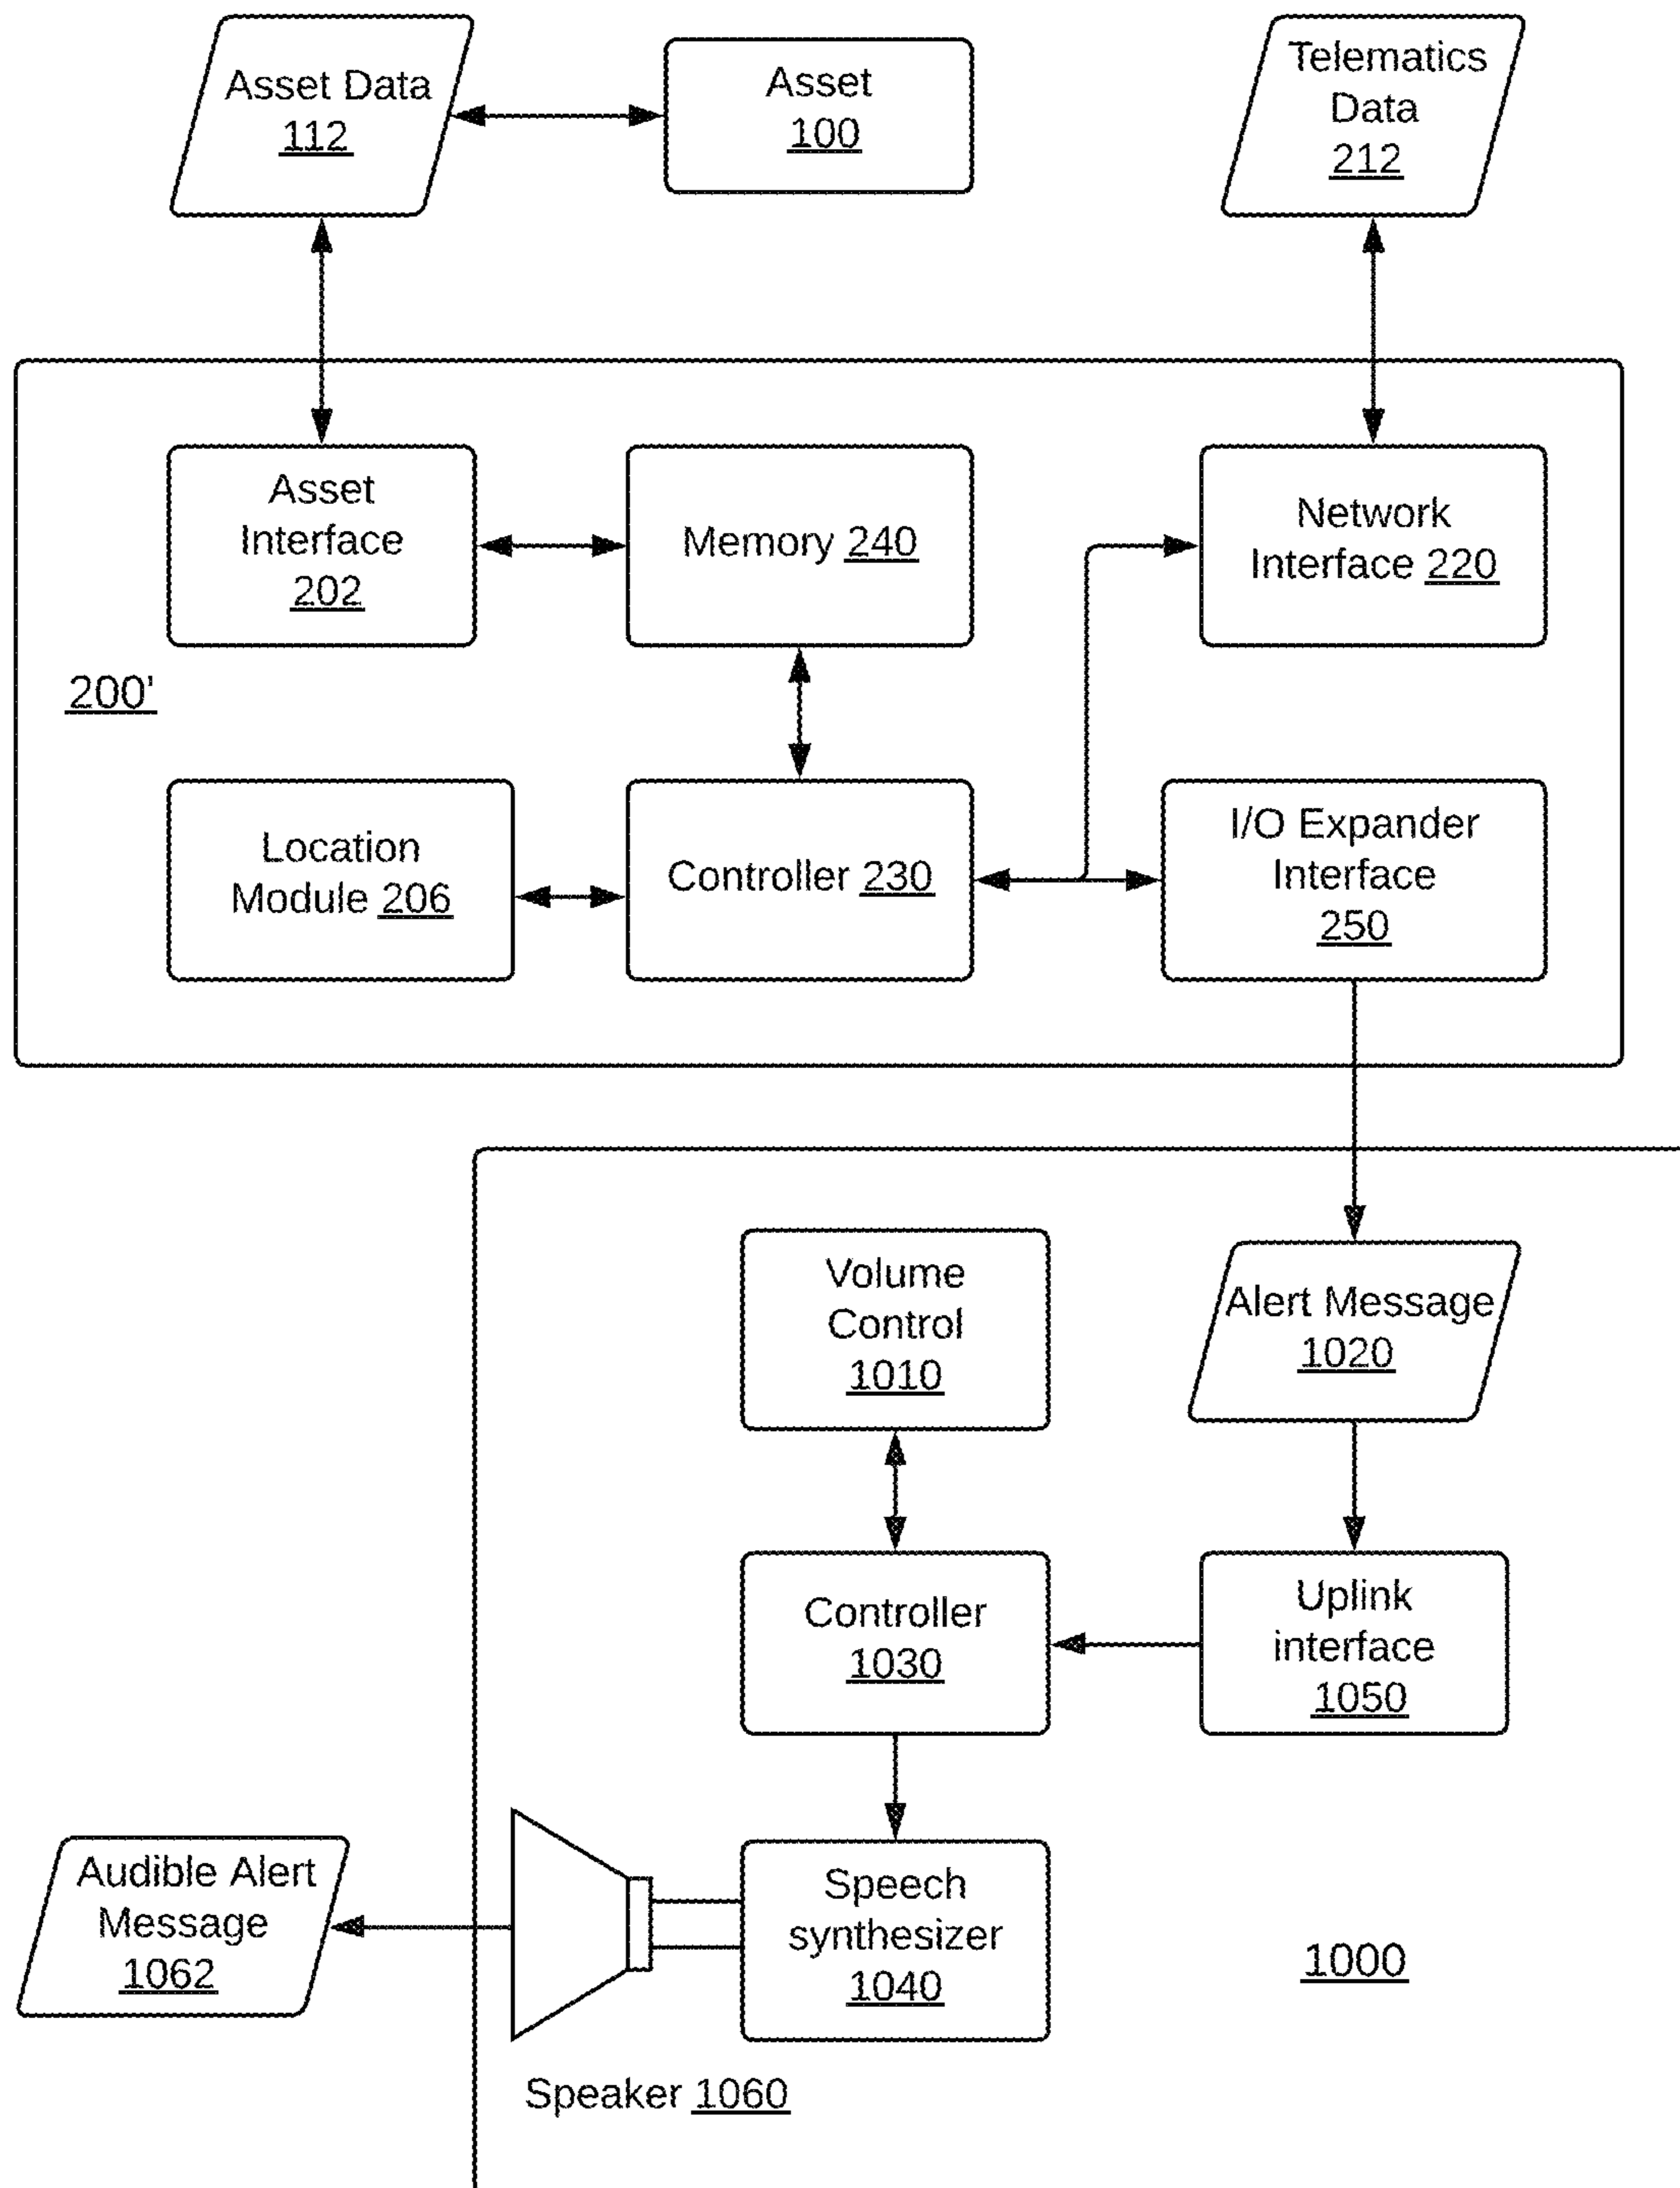 Asset Data
112
Asset
100
Telematics
Data
212
Asset
Interface
202
Memory 240
Network
Interface 220
200'
Location
Module 206
Controller 230
I/O Expander
Interface
250
Volume
Control
1010
Alert Message
1020
Controller
1030
Uplink
interface
1050
Audible Alert
Message
1062
Speech
synthesizer
1040
1000
Speaker 1060